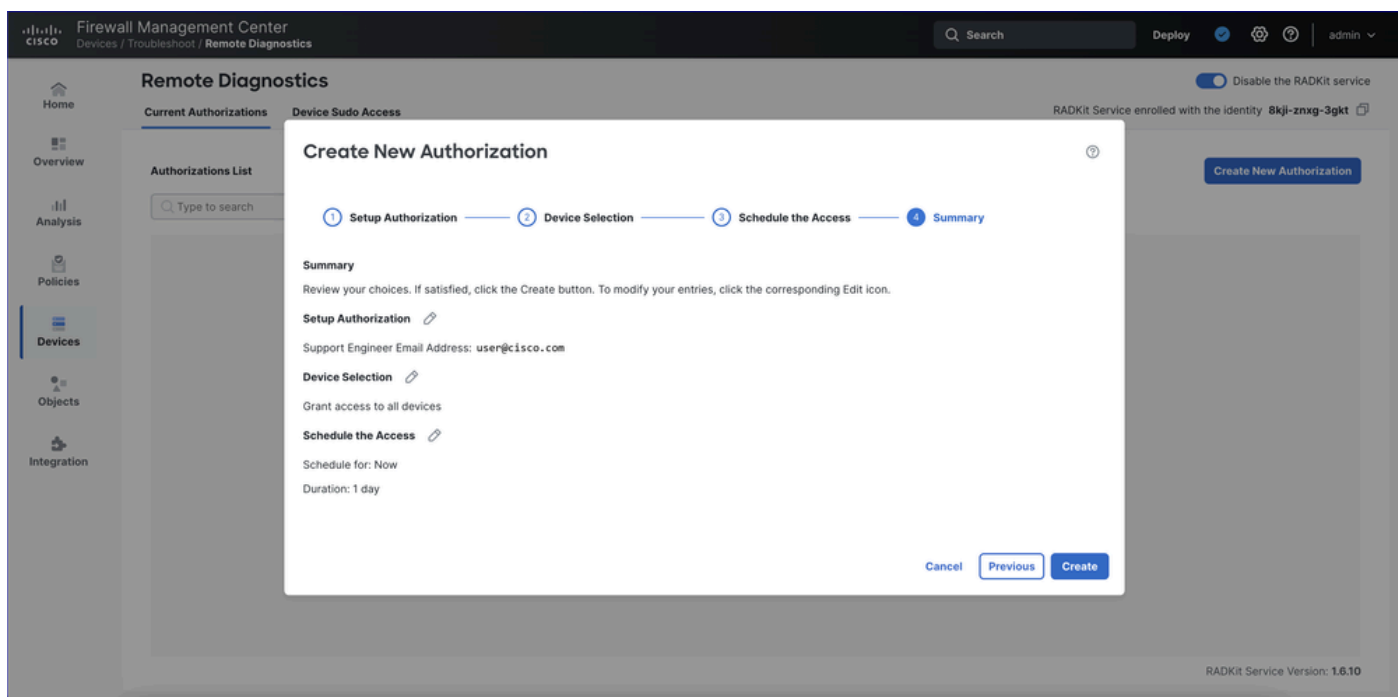 CISCO
Firewall Management Center
Devices / Troubleshoot / Remote Diagnostics
Search
Deploy
admin
Home
Overview
Analysis
Policies
Devices
Objects
Integration
Remote Diagnostics
Disable the RADKit service
Current Authorizations Device Sudo Access
RADKit Service enrolled with the identity 8kji-znxg-3gkt
Authorizations List
Create New Authorization
Type to search
Create New Authorization
1 Setup Authorization 2 Device Selection 3 Schedule the Access 4 Summary
Summary
Review your choices. If satisfied, click the Create button. To modify your entries, click the corresponding Edit icon.
Setup Authorization
Support Engineer Email Address: user@cisco.com
Device Selection
Grant access to all devices
Schedule the Access
Schedule for: Now
Duration: 1 day
Cancel Previous Create
RADKit Service Version: 1.6.10